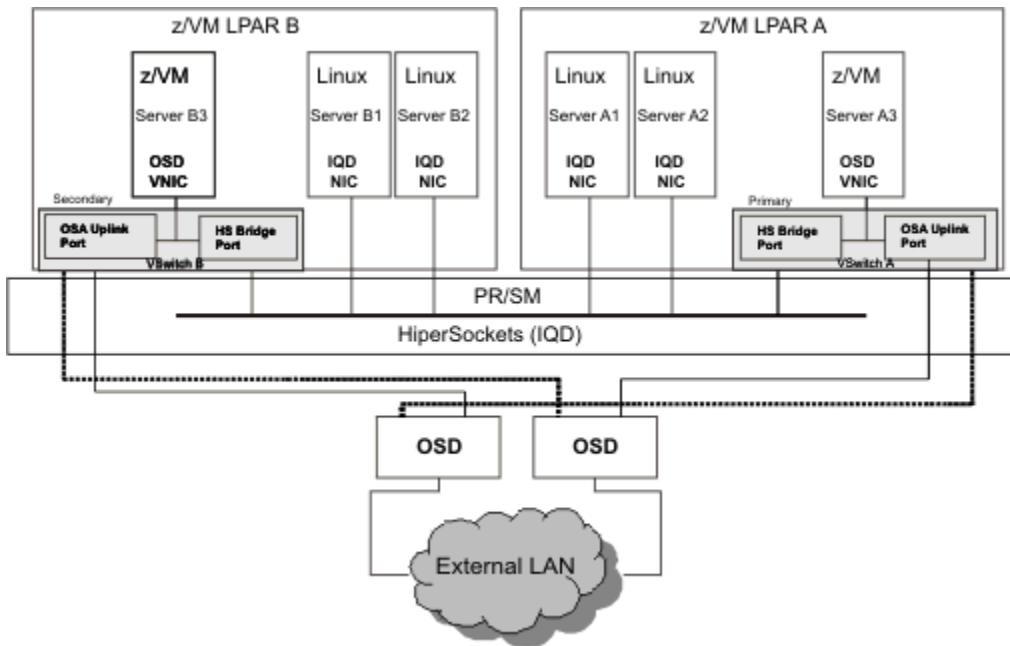 z/VM LPAR B
z/VM LPAR A
z/VM
Server B3
OSD
VNIC
Linux
Server B1
IQD
NIC
Linux
Server B2
IQD
NIC
Linux
Server A1
IQD
NIC
Linux
Server A2
IQD
NIC
z/VM
Server A3
OSD
VNIC
Secondary
OSA Uplink
Port
HS Bridge
Port
VSwitch B
Primary
HS Bridge
Port
OSA Uplink
Port
VSwitch A
PR/SM
HiperSockets (IQD)
OSD
OSD
External LAN